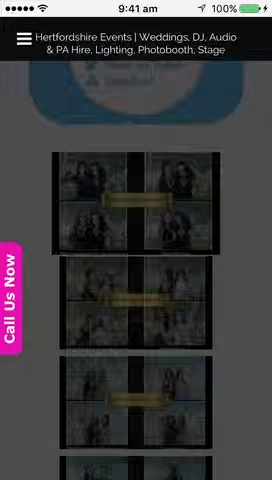 9:41 am
100%
Hertfordshire Events | Weddings, DJ, Audio
& PA Hire, Lighting, Photobooth, Stage
Call Us Now